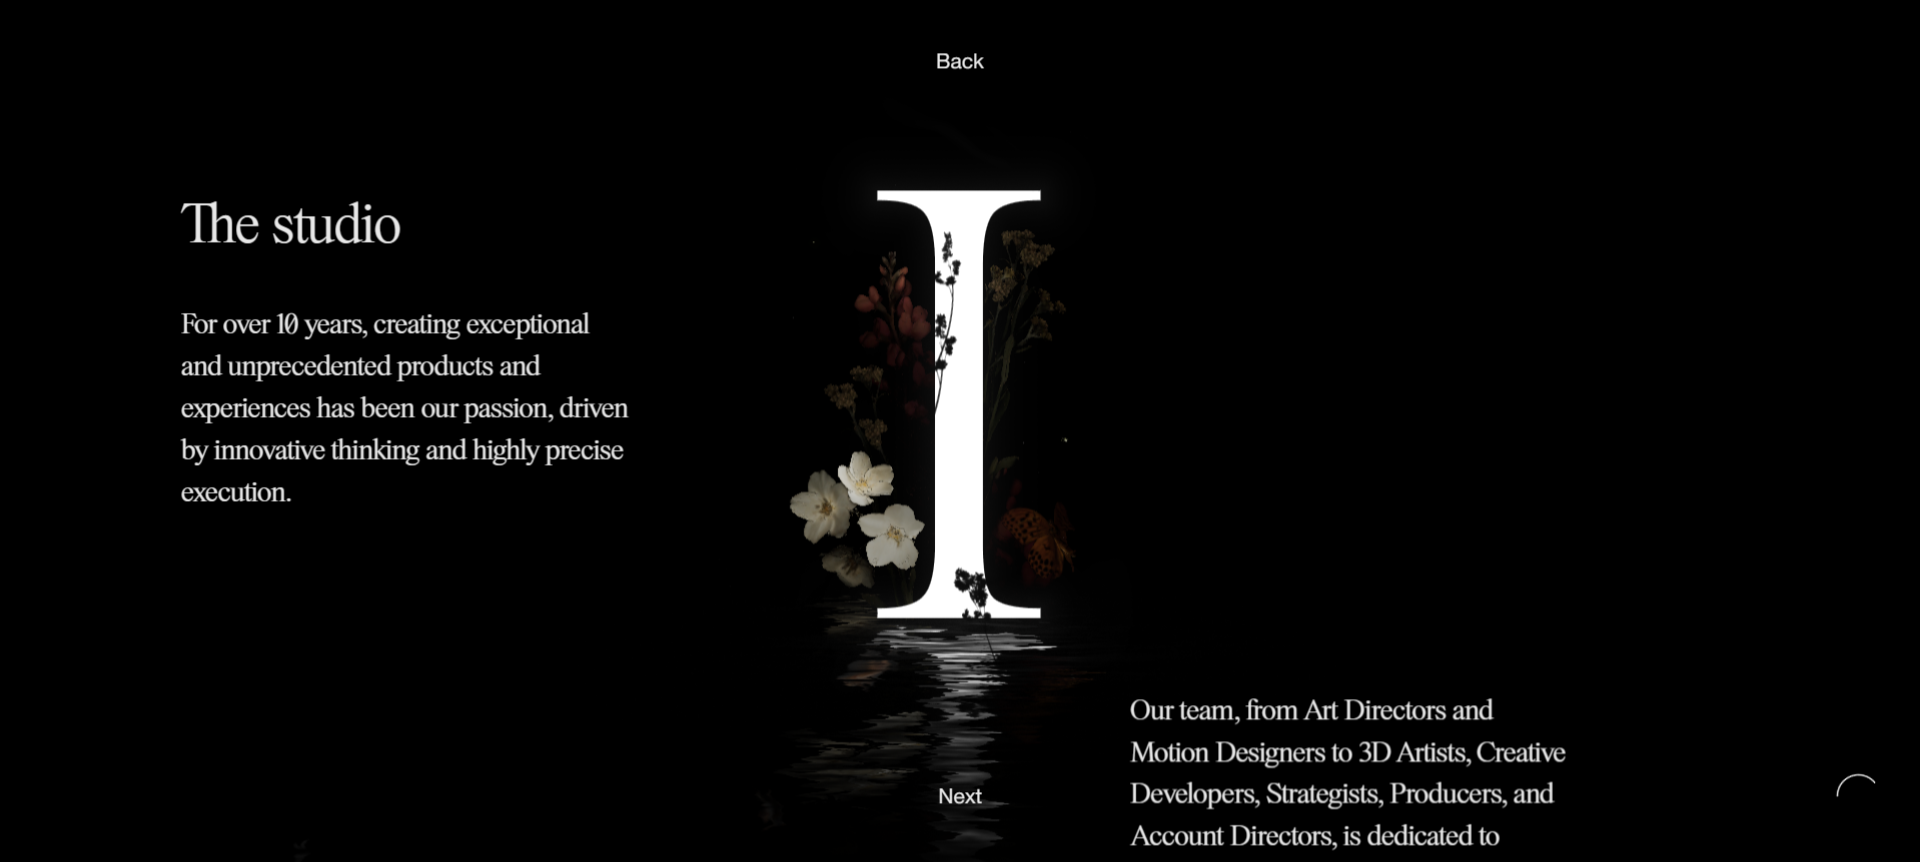 Back
The studio
For over 10 years, creating exceptional
and unprecedented products and
experiences has been our passion, driven
by innovative thinking and highly precise
execution.
I
Our team, from Art Directors and
Motion Designers to 3D Artists, Creative
Developers, Strategists, Producers, and
Account Directors, is dedicated to
Next